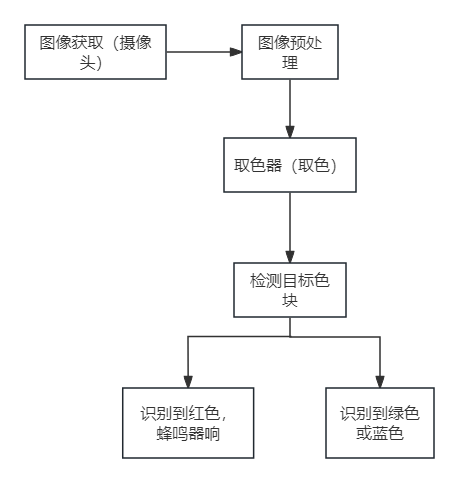 图像获取（摄像
头）
图像预处
理
取色器（取色）
检测目标色
块
识别到红色，
蜂鸣器响
识别到绿色
或蓝色